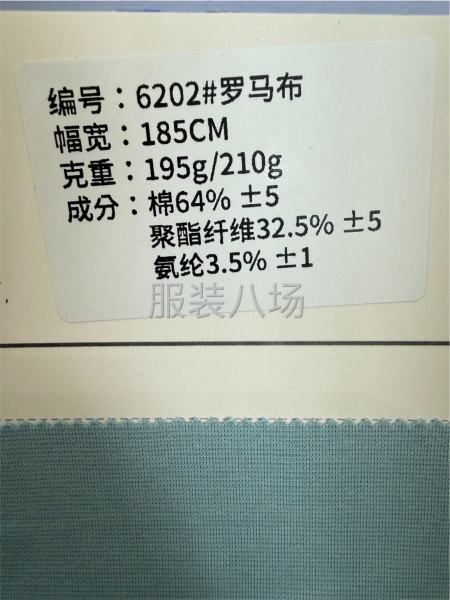 编号：6202#罗马布
幅宽：185CM
克重：195g/210g
成分：棉64% ±5
聚酯纤维32.5% ±5
氨纶3.5% ±1
服装八场